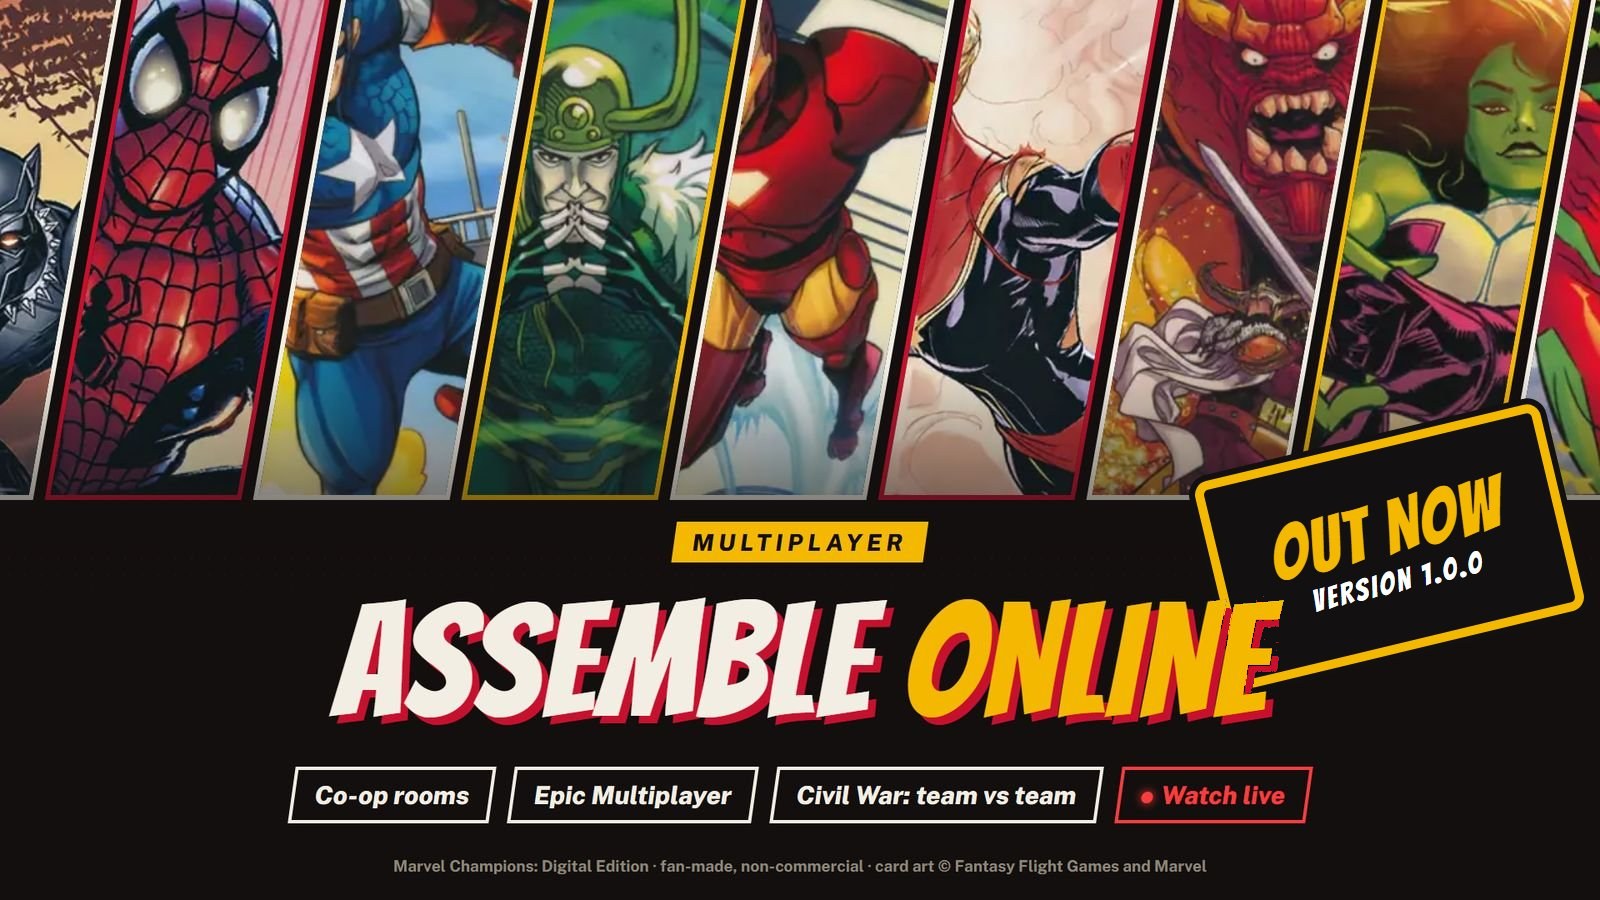 MULTIPLAYER
OUT NOW
VERSION 1.0.0
ASSEMBLE ONLINE
Co-op rooms
Epic Multiplayer
Civil War: team vs team
Watch live
Marvel Champions: Digital Edition · fan-made, non-commercial · card art © Fantasy Flight Games and Marvel